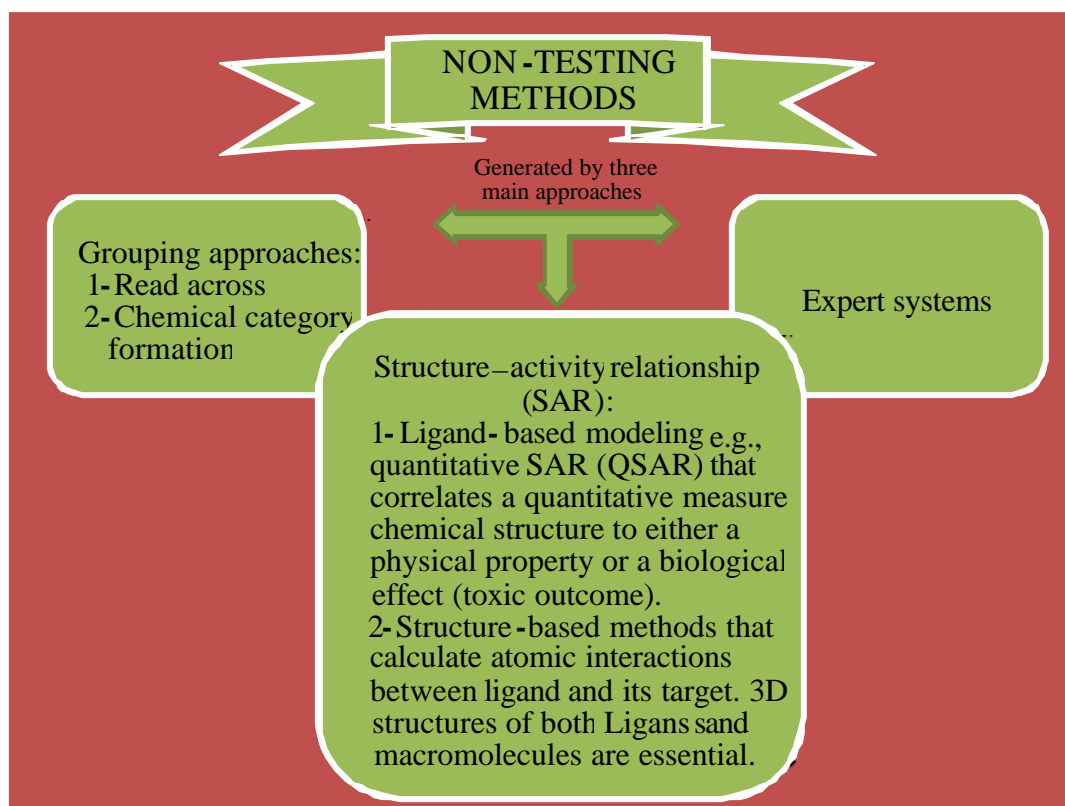 NON-TESTING
METHODS
Generated by three
main approaches
Grouping approaches:
1-Read across
2-Chemical category
formation
Expert systems
Structure–activity relationship
(SAR):
1-Ligand-based modeling e.g.,
quantitative SAR (QSAR) that
correlates a quantitative measure
chemical structure to either a
physical property or a biological
effect (toxic outcome).
2-Structure-based methods that
calculate atomic interactions
between ligand and its target. 3D
structures of both Ligans sand
macromolecules are essential.